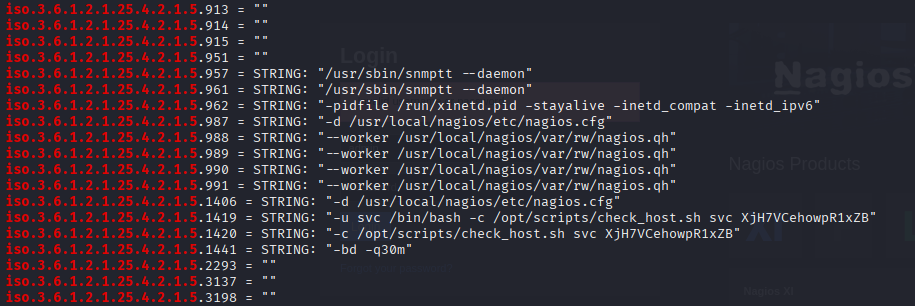 iso.3.6.1.2.1.25.4.2.1.5.913 = ""
iso.3.6.1.2.1.25.4.2.1.5.914 = ""
iso.3.6.1.2.1.25.4.2.1.5.915 = ""
iso.3.6.1.2.1.25.4.2.1.5.951 = ""
iso.3.6.1.2.1.25.4.2.1.5.957 = STRING: "/usr/sbin/snmptt --daemon"
iso.3.6.1.2.1.25.4.2.1.5.961 = STRING: "/usr/sbin/snmptt --daemon"
iso.3.6.1.2.1.25.4.2.1.5.962 = STRING: "-pidfile /run/xinetd.pid -stayalive -inetd_compat -inetd_ipv6"
iso.3.6.1.2.1.25.4.2.1.5.987 = STRING: "-d /usr/local/nagios/etc/nagios.cfg"
iso.3.6.1.2.1.25.4.2.1.5.988 = STRING: "--worker /usr/local/nagios/var/rw/nagios.qh"
iso.3.6.1.2.1.25.4.2.1.5.989 = STRING: "--worker /usr/local/nagios/var/rw/nagios.qh"
iso.3.6.1.2.1.25.4.2.1.5.990 = STRING: "--worker /usr/local/nagios/var/rw/nagios.qh"
iso.3.6.1.2.1.25.4.2.1.5.991 = STRING: "--worker /usr/local/nagios/var/rw/nagios.qh"
iso.3.6.1.2.1.25.4.2.1.5.1406 = STRING: "-d /usr/local/nagios/etc/nagios.cfg"
iso.3.6.1.2.1.25.4.2.1.5.1419 = STRING: "-u svc /bin/bash -c /opt/scripts/check_host.sh svc XjH7VCehowpR1xZB"
iso.3.6.1.2.1.25.4.2.1.5.1420 = STRING: "-c /opt/scripts/check_host.sh svc XjH7VCehowpR1xZB"
iso.3.6.1.2.1.25.4.2.1.5.1441 = STRING: "-bd -q30m"
iso.3.6.1.2.1.25.4.2.1.5.2293 = ""
iso.3.6.1.2.1.25.4.2.1.5.3137 = ""
iso.3.6.1.2.1.25.4.2.1.5.3198 = ""
Login
Nagios
Nagios Products
XI
Nagios XI